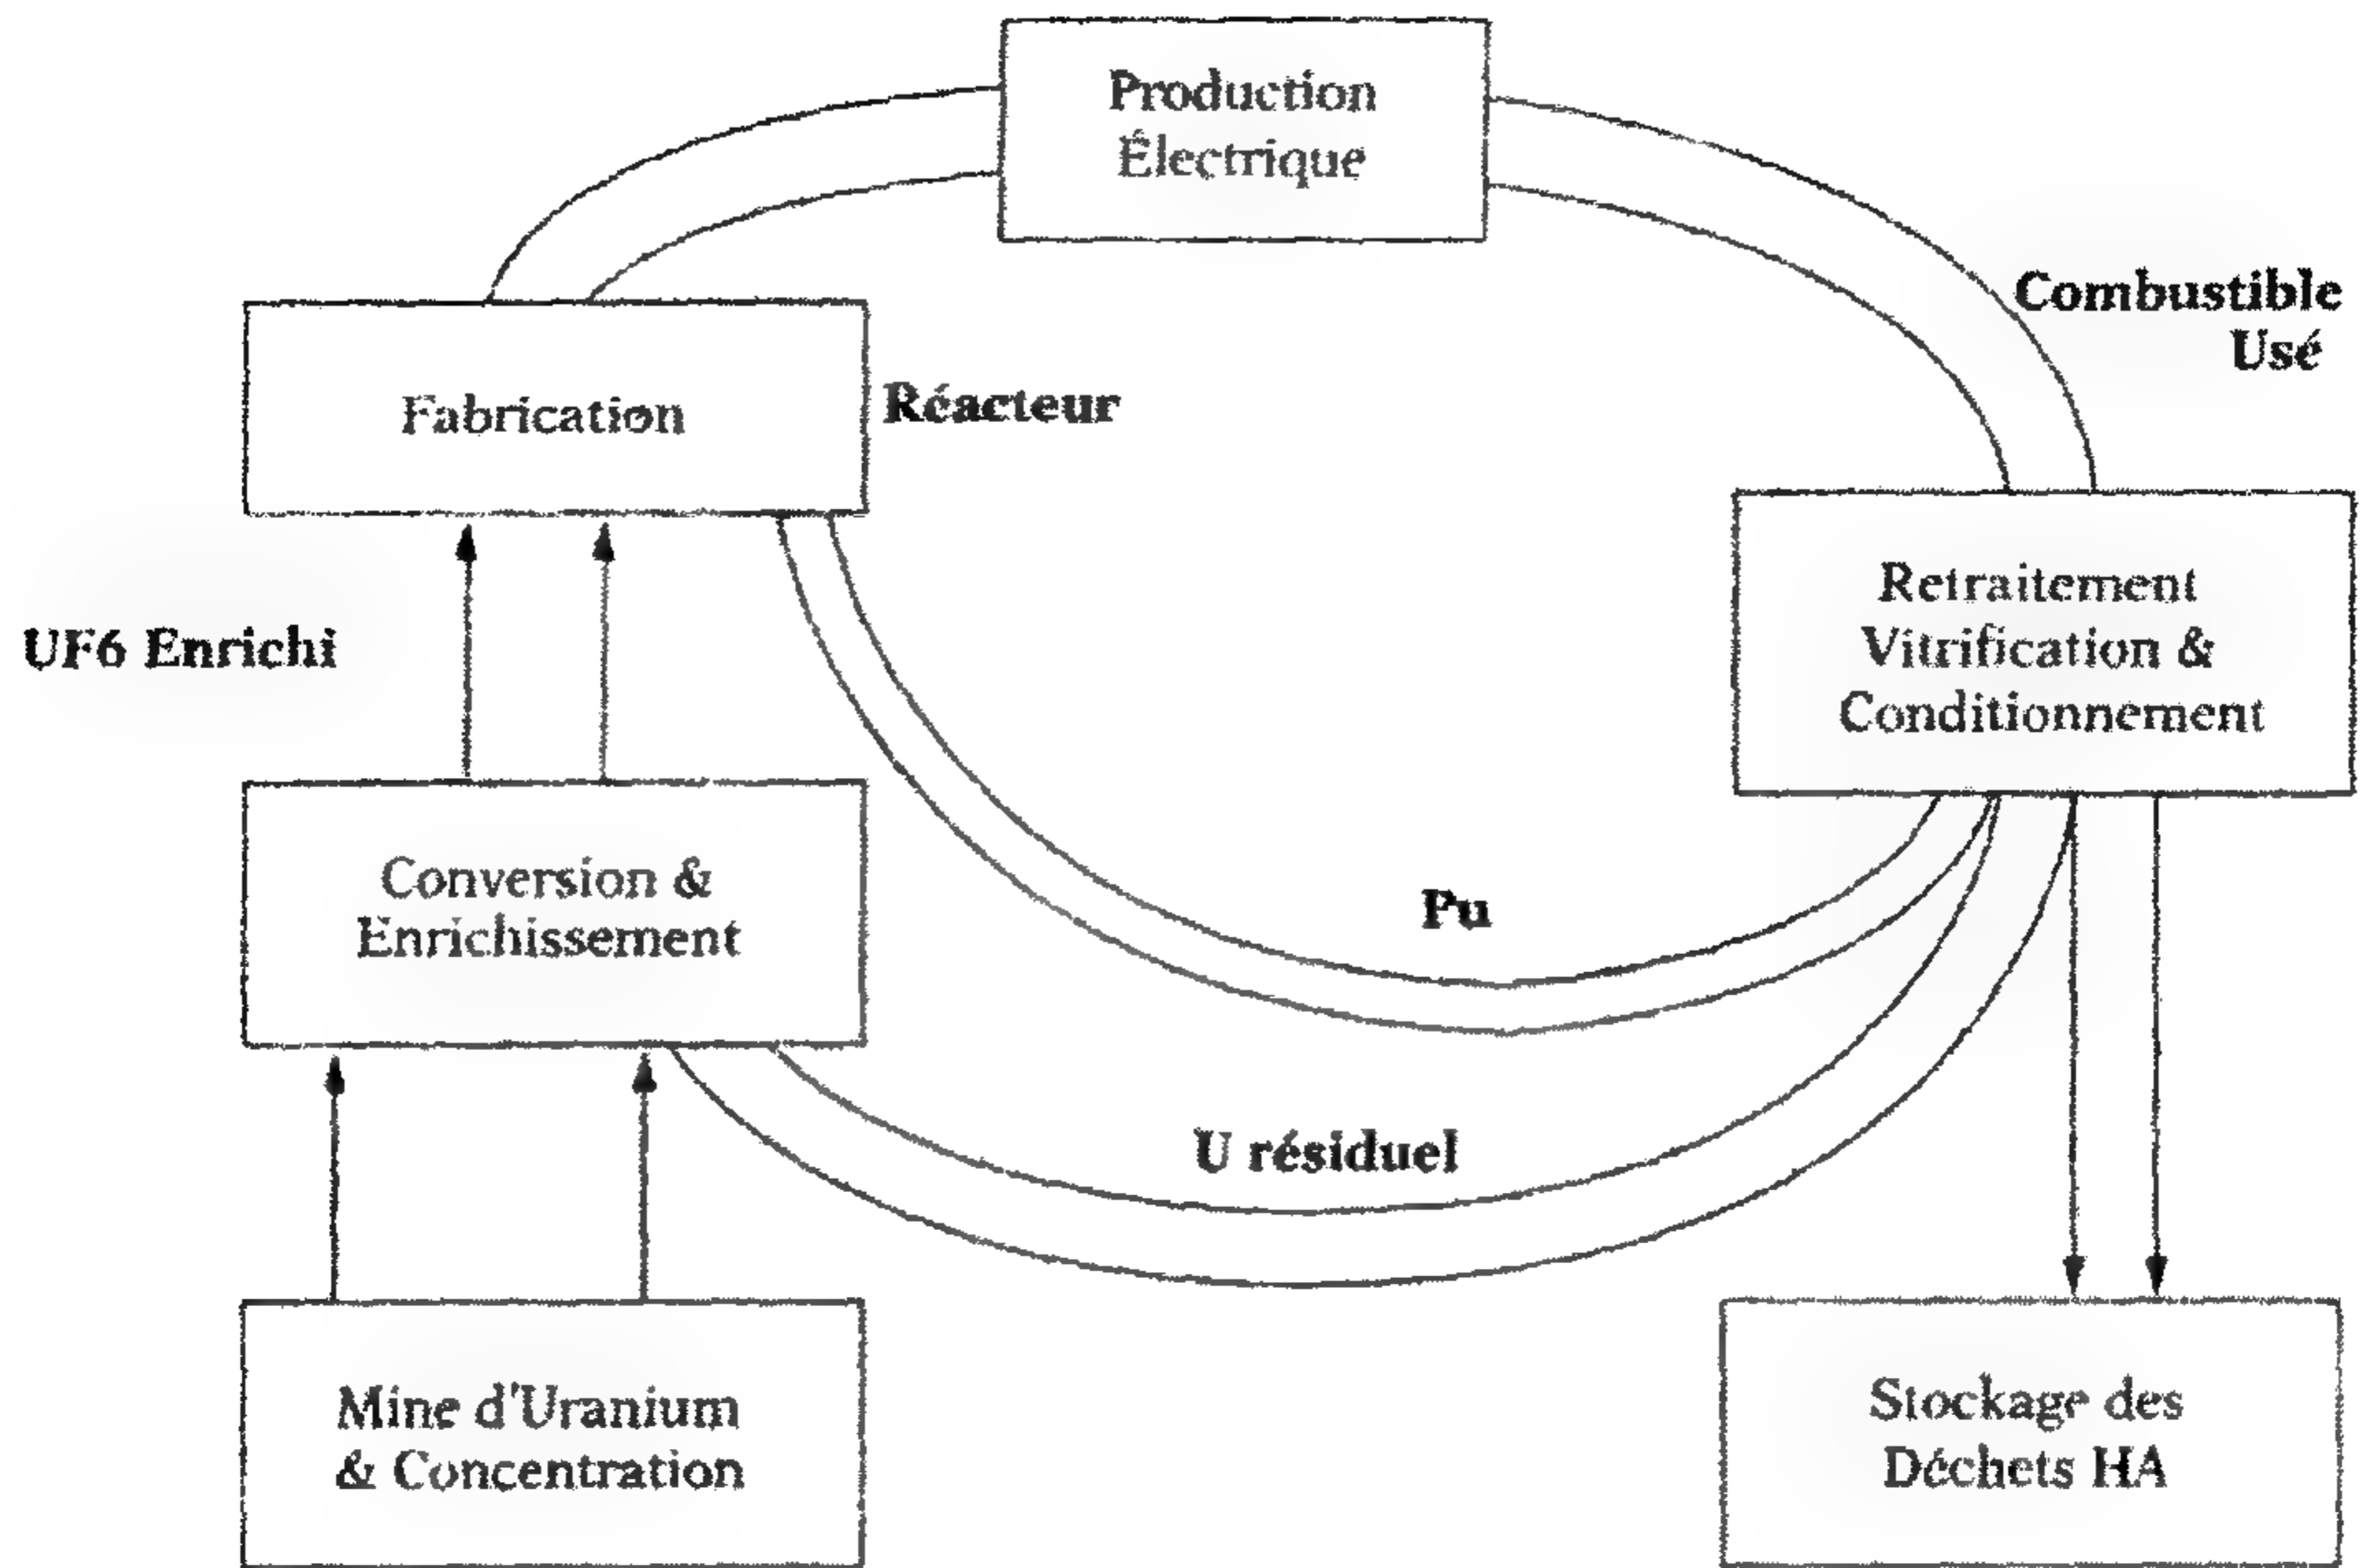 Production
Électrique
Combustible
Usé
Fabrication
Réacteur
Retraitement
Vitrification &
Conditionnement
UF6 Enrichi
Conversion &
Enrichissement
Pu
U résiduel
Mine d'Uranium
& Concentration
Stockage des
Déchets HA